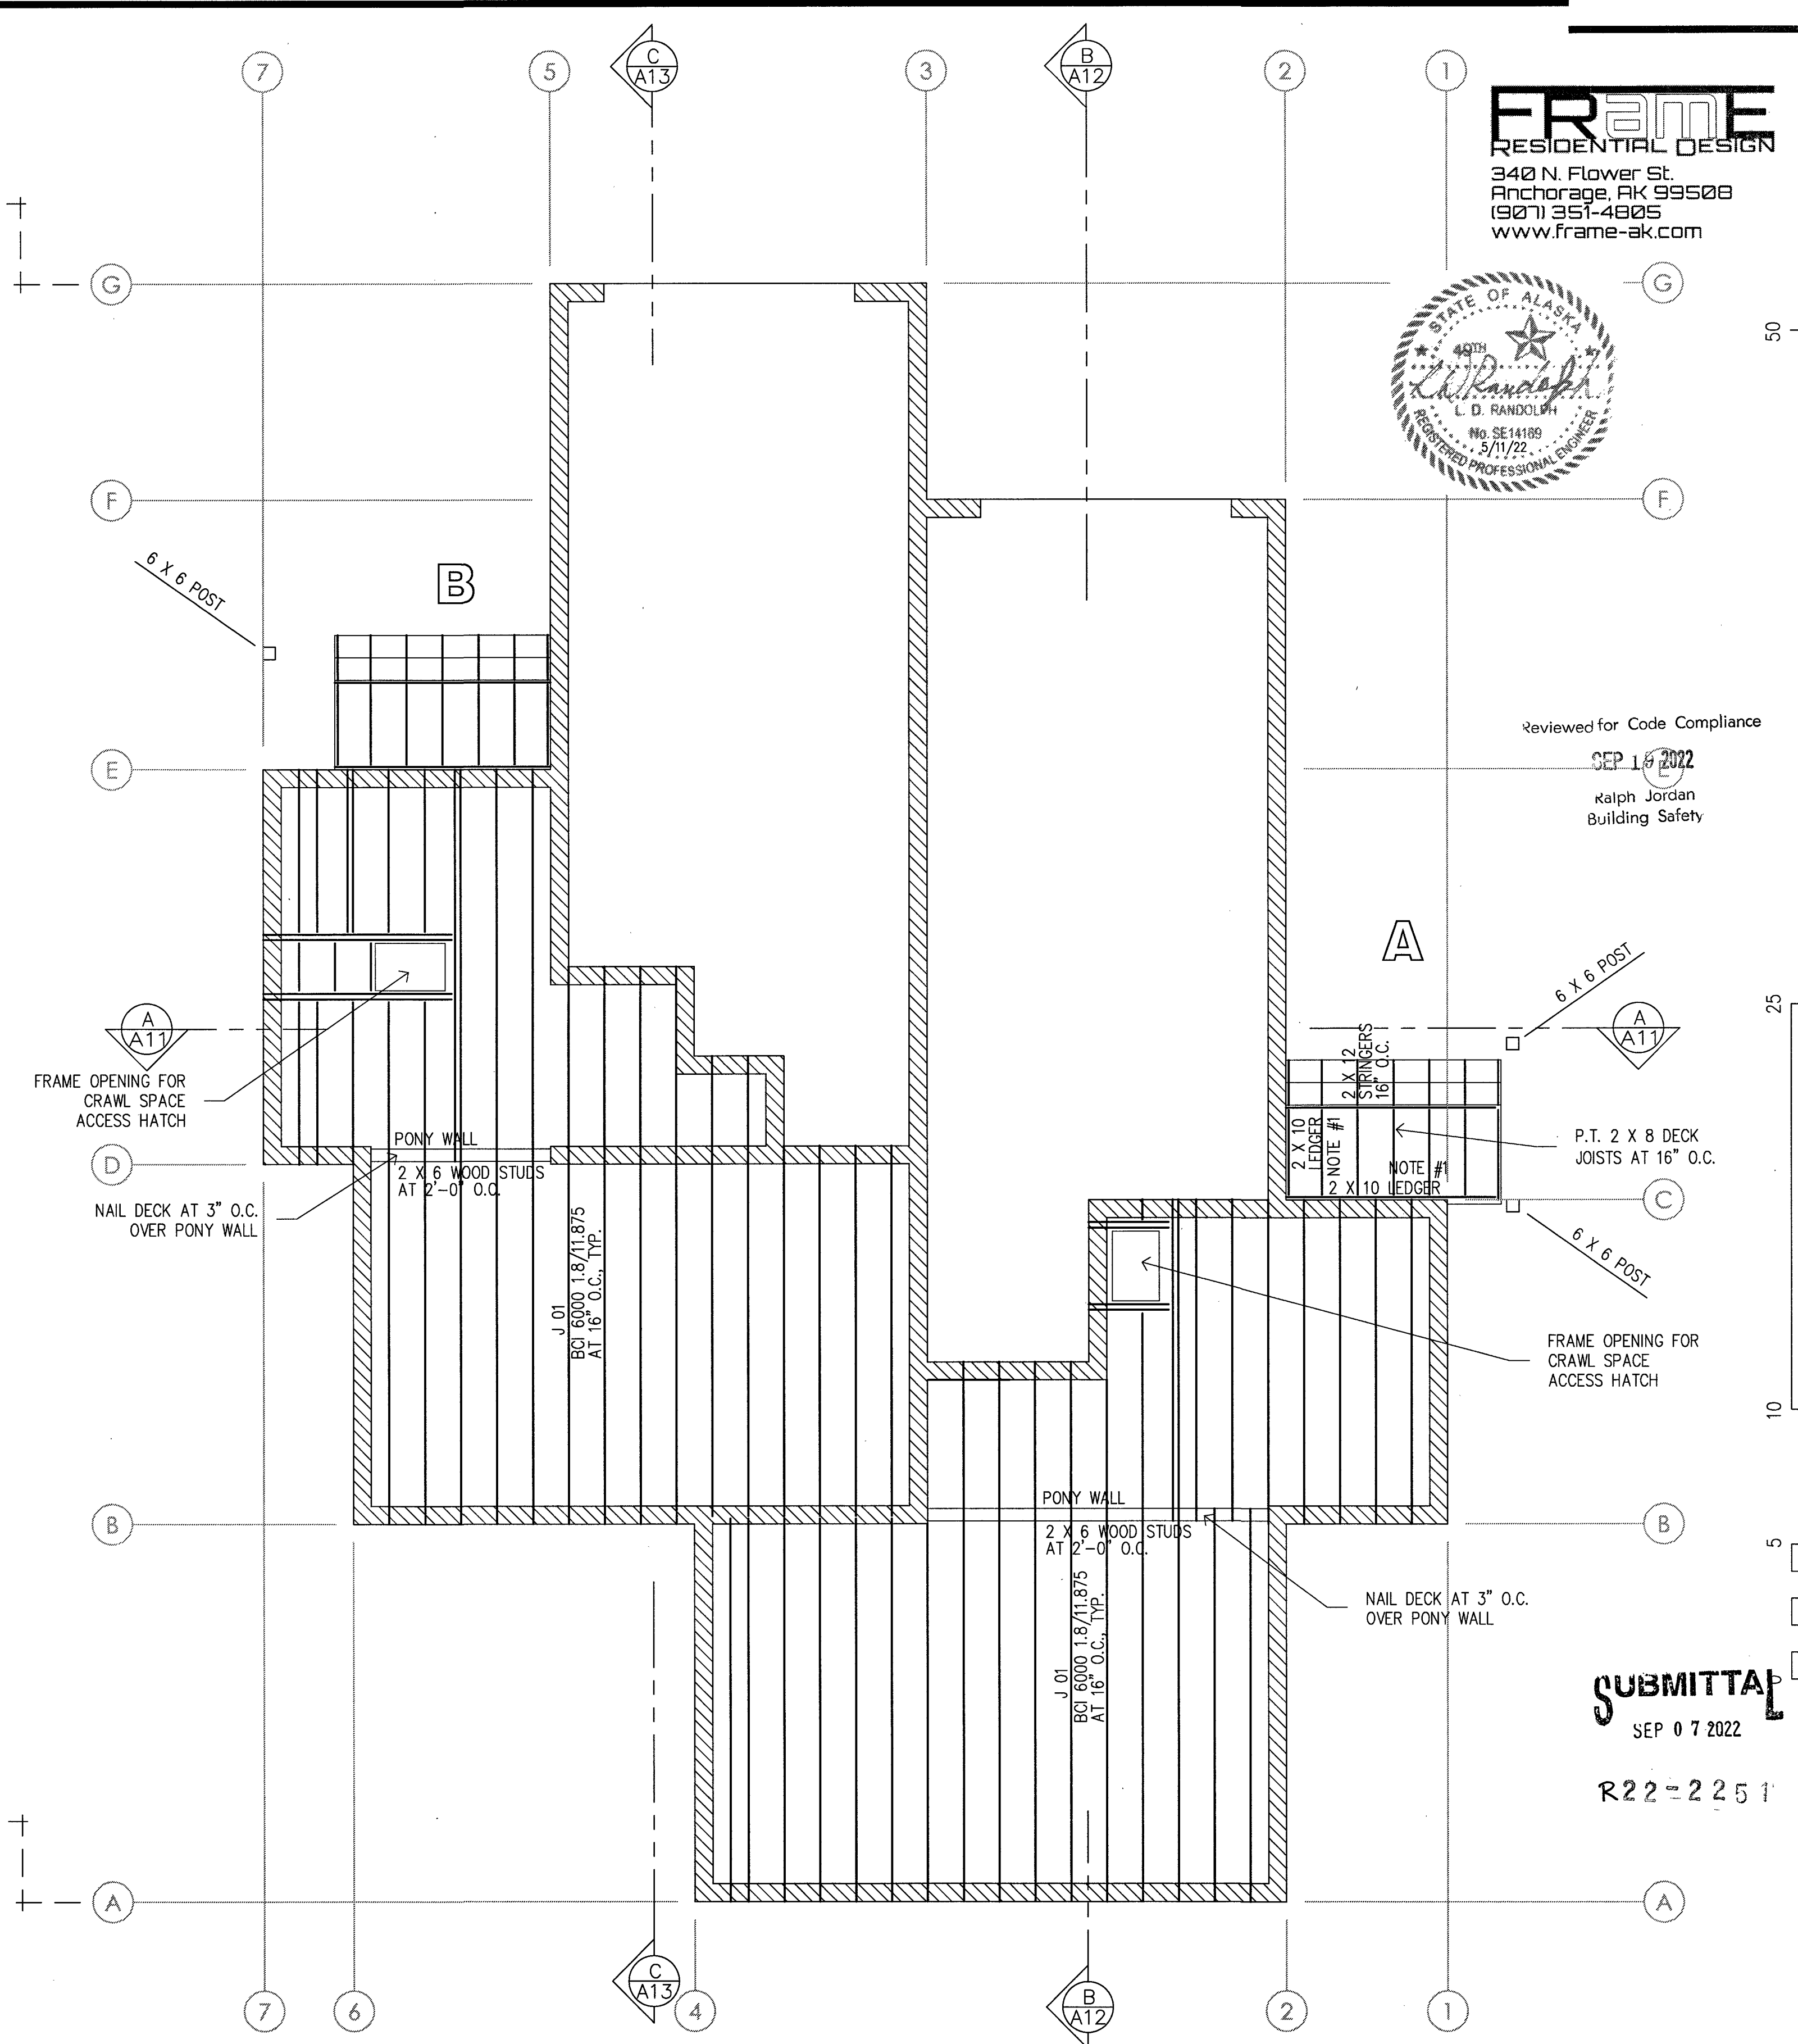 7
5
C
A13
3
B
A12
2
1
FRamE
RESIDENTIAL DESIGN
340 N. Flower St.
Anchorage, AK 99508
(907) 351-4805
www.frame-ak.com
G
G
STATE OF ALASKA
49TH
L. D. RANDOLPH
No. SE14169
5/11/22
REGISTERED PROFESSIONAL ENGINEER
50
F
F
6 X 6 POST
B
Reviewed for Code Compliance
SEP 19 2022
Ralph Jordan
Building Safety
E
E
A
6 X 6 POST
25
A
A11
A
A11
FRAME OPENING FOR
CRAWL SPACE
ACCESS HATCH
2 X 12
STRINGERS
16" O.C.
2 X 10
LEDGER
NOTE #1
NOTE #1
2 X 10 LEDGER
P.T. 2 X 8 DECK
JOISTS AT 16" O.C.
D
PONY WALL
2 X 6 WOOD STUDS
AT 2'-0" O.C.
NAIL DECK AT 3" O.C.
OVER PONY WALL
C
6 X 6 POST
J 01
BCI 6000 1.8/11.875
AT 16" O.C., TYP.
FRAME OPENING FOR
CRAWL SPACE
ACCESS HATCH
10
PONY WALL
2 X 6 WOOD STUDS
AT 2'-0" O.C.
B
B
5
J 01
BCI 6000 1.8/11.875
AT 16" O.C., TYP.
NAIL DECK AT 3" O.C.
OVER PONY WALL
SUBMITTAL
0
SEP 07 2022
R22-2251
A
A
7
6
C
A13
4
B
A12
2
1